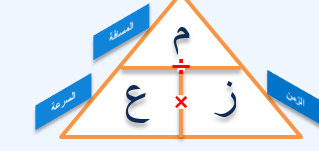 المسافة
م
÷
السرعة
ع × ز
الزمن